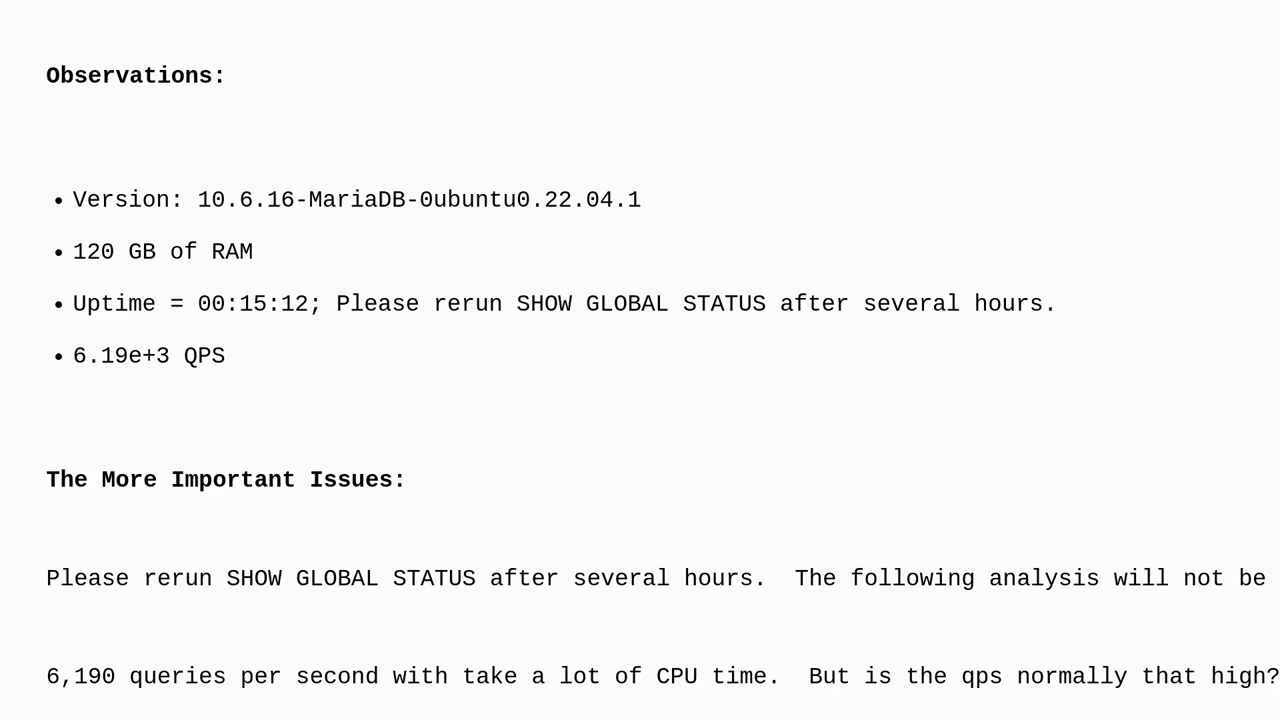 Observations:
• Version: 10.6.16-MariaDB-0ubuntu0.22.04.1
• 120 GB of RAM
• Uptime = 00:15:12; Please rerun SHOW GLOBAL STATUS after several hours.
• 6.19e+3 QPS
The More Important Issues:
Please rerun SHOW GLOBAL STATUS after several hours.  The following analysis will not be
6,190 queries per second with take a lot of CPU time.  But is the qps normally that high?